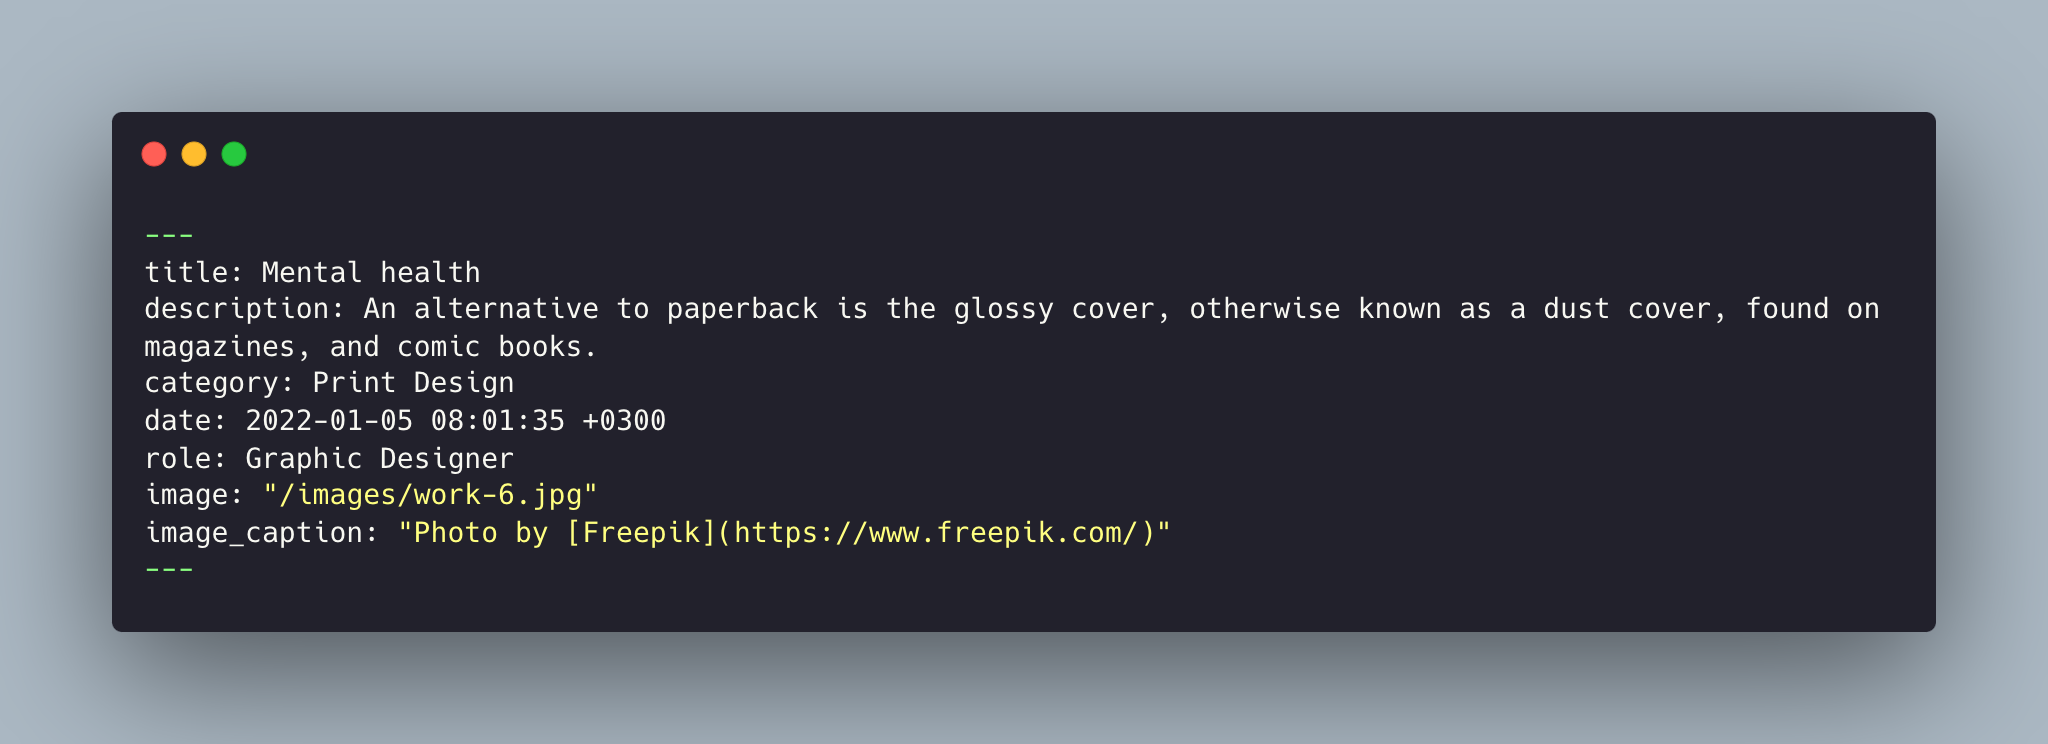 ---
title: Mental health
description: An alternative to paperback is the glossy cover, otherwise known as a dust cover, found on
magazines, and comic books.
category: Print Design
date: 2022-01-05 08:01:35 +0300
role: Graphic Designer
image: "/images/work-6.jpg"
image_caption: "Photo by [Freepik](https://www.freepik.com/)"
---